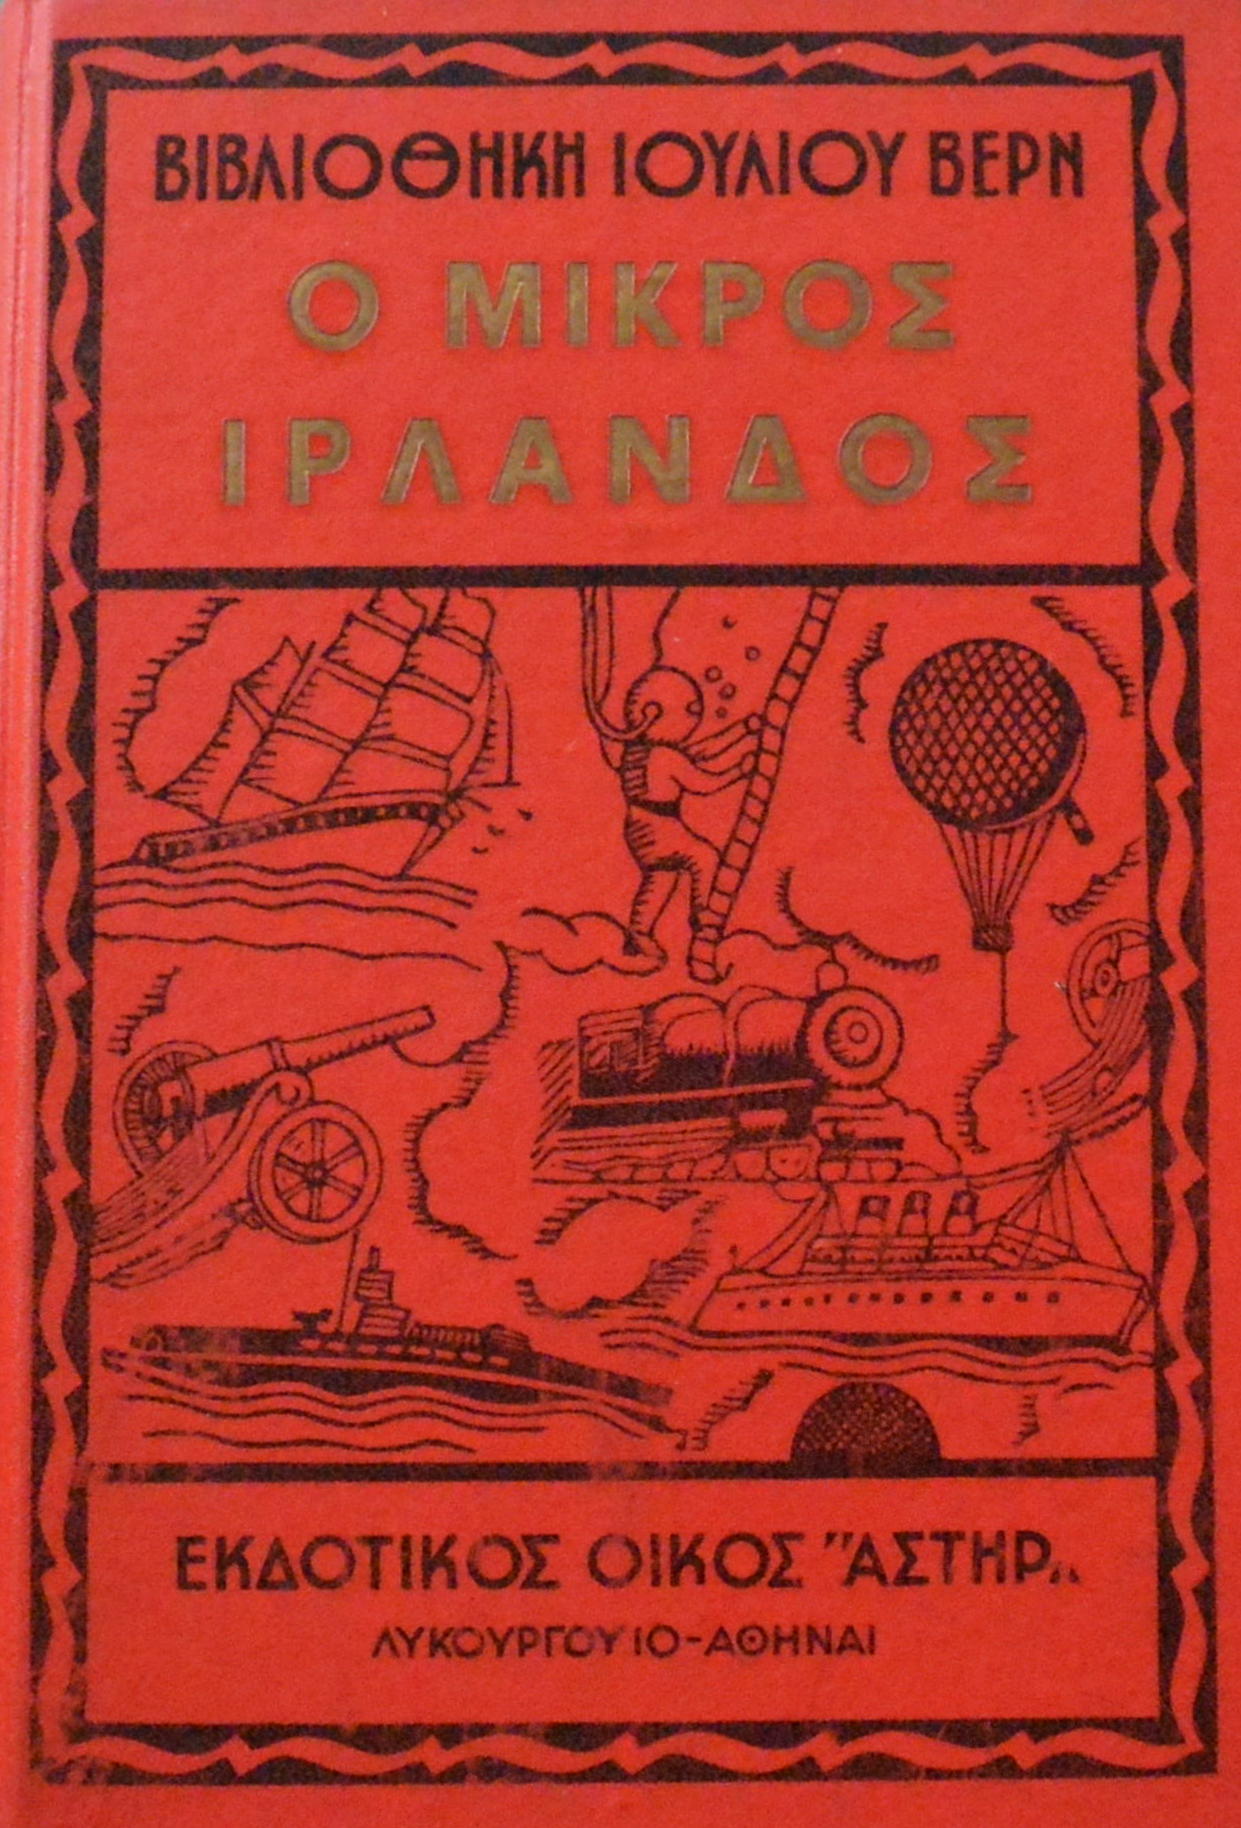 ΒΙΒΛΙΟΘΗΚΗ ΙΟΥΛΙΟΥ ΒΕΡΝ
Ο ΜΙΚΡΟΣ
ΙΡΛΑΝΔΟΣ
ΕΚΔΟΤΙΚΟΣ ΟΙΚΟΣ "ΑΣΤΗΡ„
ΛΥΚΟΥΡΓΟΥ 10-ΑΘΗΝΑΙ